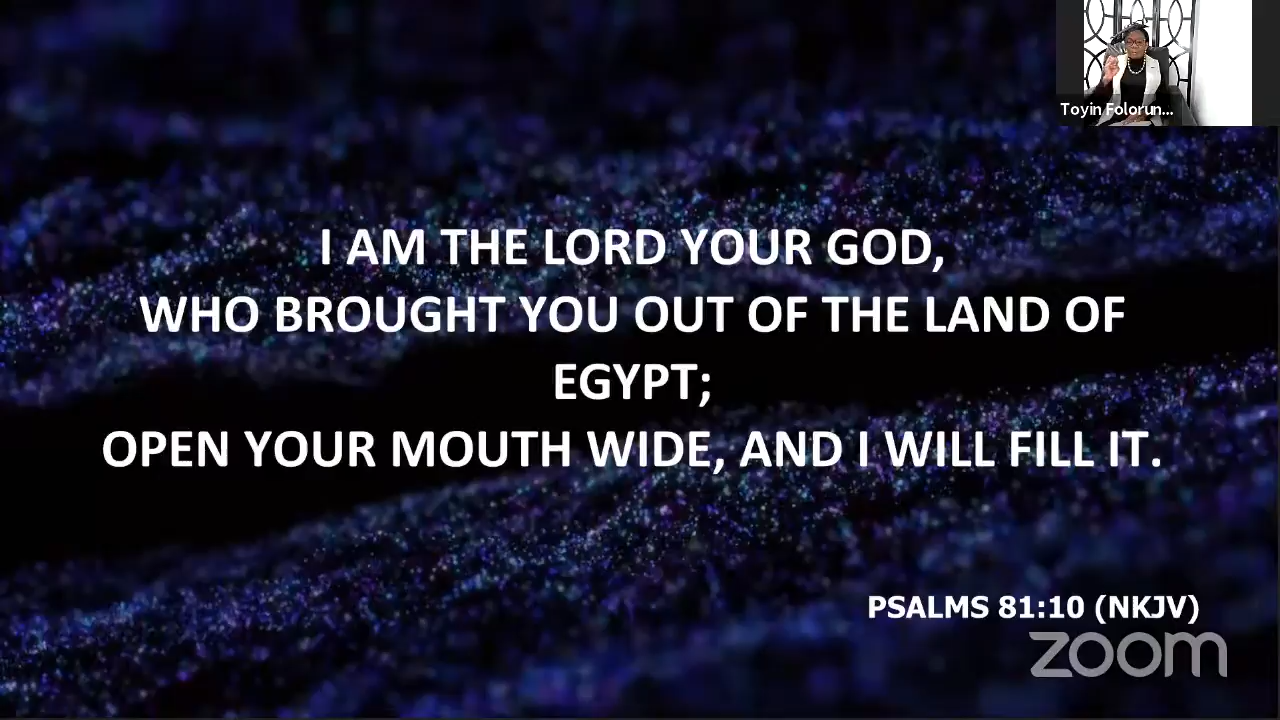 Toyin Folorun...
I AM THE LORD YOUR GOD,
WHO BROUGHT YOU OUT OF THE LAND OF
EGYPT;
OPEN YOUR MOUTH WIDE, AND I WILL FILL IT.
PSALMS 81:10 (NKJV)
zoom